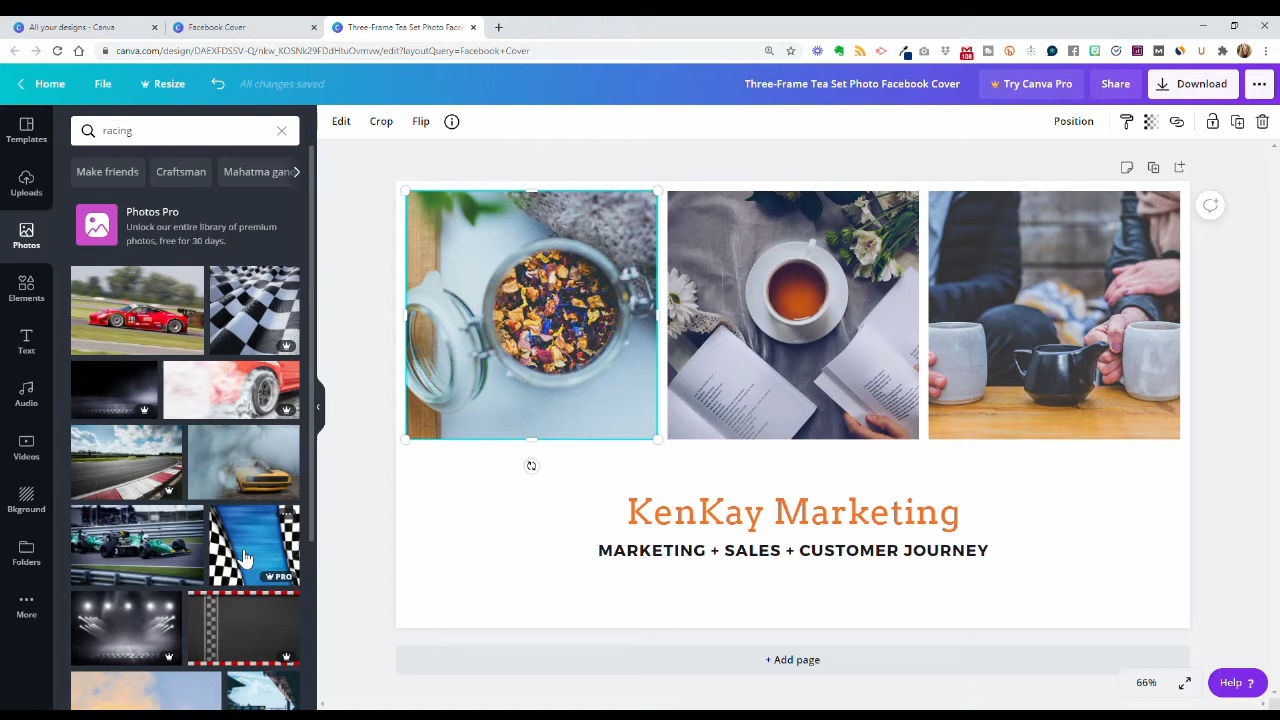 All your designs - Canva
Facebook Cover
Three-Frame Tea Set Photo Facel
canva.com/design/DAEXFDSSV-Q/nkw_KOSNk29FDdHtuOvmvw/edit?layoutQuery=Facebook+Cover
108
Home File Resize All changes saved
Three-Frame Tea Set Photo Facebook Cover
Try Canva Pro Share Download
Templates
Uploads
Photos
Elements
Text
Audio
Videos
Bkground
Folders
More
racing
Make friends Craftsman Mahatma gand
Photos Pro
Unlock our entire library of premium
photos, free for 30 days.
PRO
Edit Crop Flip
Position
KenKay Marketing
MARKETING + SALES + CUSTOMER JOURNEY
+ Add page
66%
Help ?